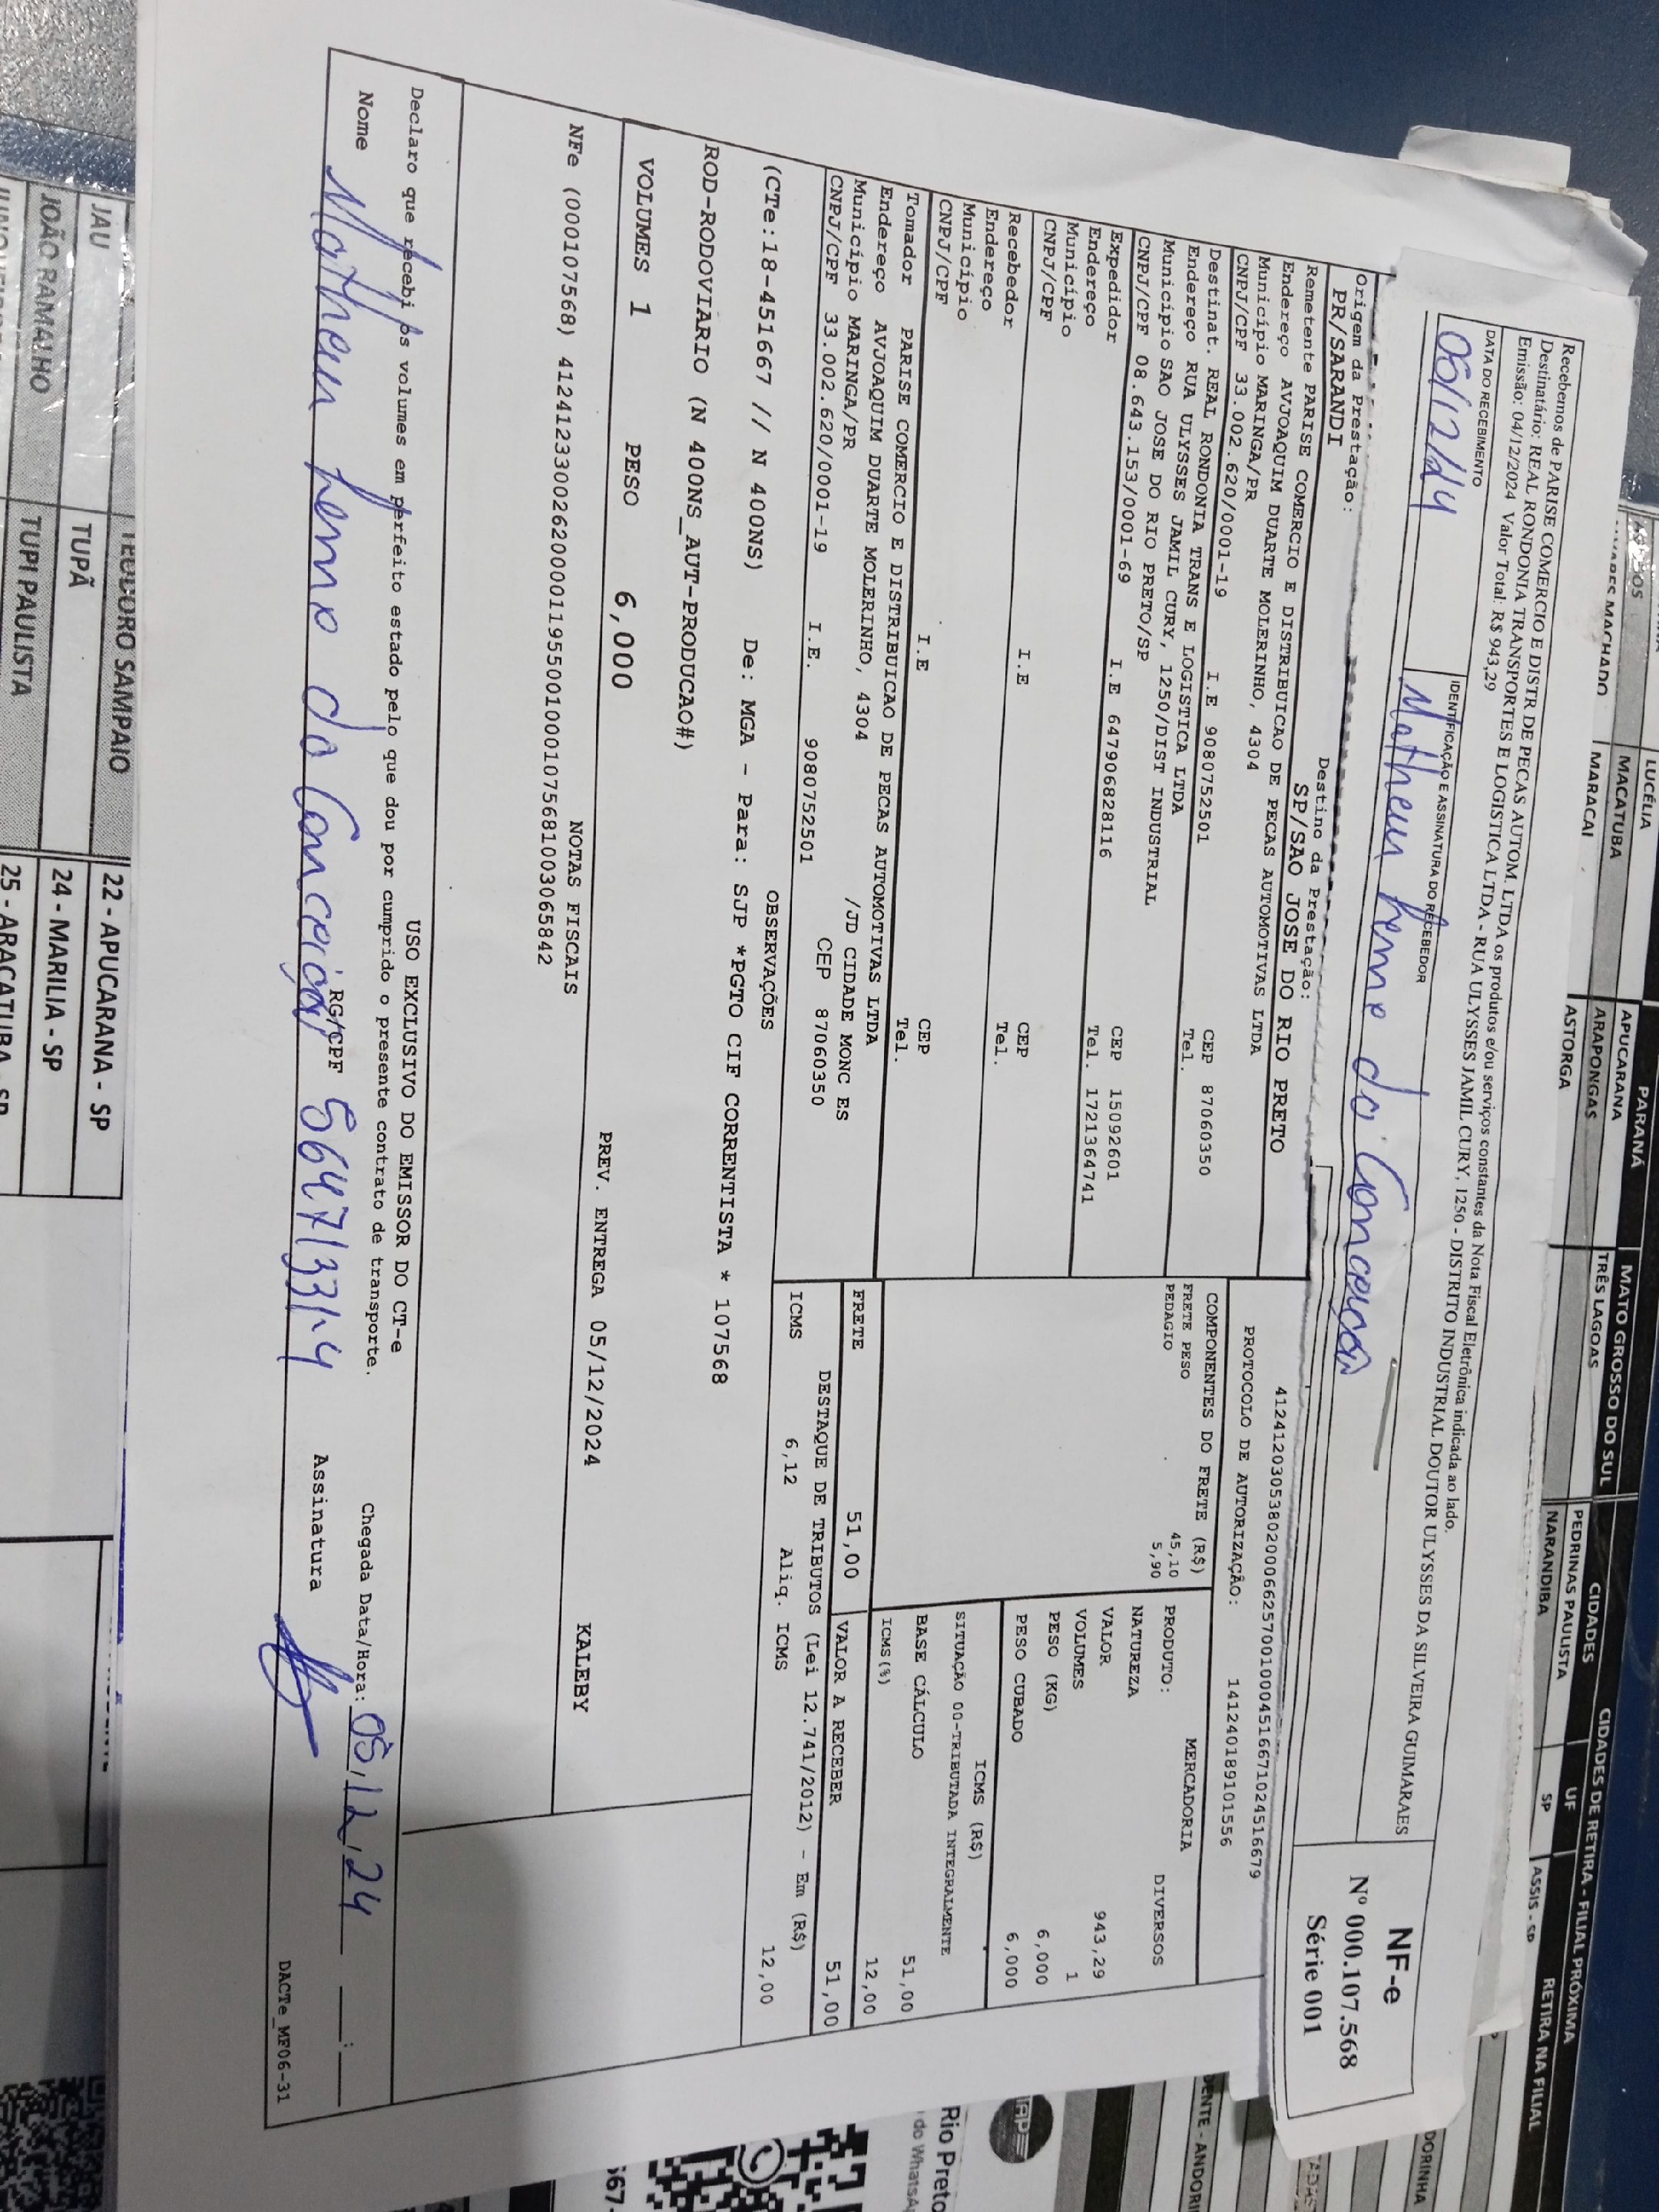 Recebemos de PARISE COMERCIO E DISTR DE PECAS AUTOM. LTDA os produtos e/ou serviços constantes da Nota Fiscal Eletrônica indicada ao lado.
Destinatário: REAL RONDONIA TRANSPORTES E LOGISTICA LTDA - RUA ULYSSES JAMIL CURY, 1250 - DISTRITO INDUSTRIAL DOUTOR ULYSSES DA SILVEIRA GUIMARAES
Emissão: 04/12/2024 Valor Total: R$ 943,29
DATA DO RECEBIMENTO
IDENTIFICAÇÃO E ASSINATURA DO RECEBEDOR
Matheus Lemo da Conceição
NF-e
Nº 000.107.568
Série 001
Origem da Prestação:
PR/SARANDI
Destino da Prestação:
SP/SAO JOSE DO RIO PRETO
Remetente PARISE COMERCIO E DISTRIBUICAO DE PECAS AUTOMOTIVAS LTDA
Endereço AVJOAQUIM DUARTE MOLERINHO, 4304
Município MARINGA/PR CEP 87060350
CNPJ/CPF 33.002.620/0001-19 I.E 9080752501 Tel.
Destinat. REAL RONDONIA TRANS E LOGISTICA LTDA
Endereço RUA ULYSSES JAMIL CURY, 1250/DIST INDUSTRIAL
Município SAO JOSE DO RIO PRETO/SP CEP 15092601
CNPJ/CPF 08.643.153/0001-69 I.E 647906828116 Tel. 1721364741
Expedidor
Endereço
Município CEP
CNPJ/CPF I.E Tel.
Recebedor
Endereço
Município CEP
CNPJ/CPF I.E Tel.
Tomador PARISE COMERCIO E DISTRIBUICAO DE PECAS AUTOMOTIVAS LTDA
Endereço AVJOAQUIM DUARTE MOLERINHO, 4304 /JD CIDADE MONC ES
Município MARINGA/PR CEP 87060350
CNPJ/CPF 33.002.620/0001-19 I.E. 9080752501
41241203053802000662570010004516671024516679
PROTOCOLO DE AUTORIZAÇÃO: 141240189101556
COMPONENTES DO FRETE (R$)
FRETE PESO 45,10
PEDAGIO 5,90
MERCADORIA
PRODUTO: DIVERSOS
NATUREZA
VALOR 943,29
VOLUMES 1
PESO (KG) 6,000
PESO CUBADO 6,000
ICMS (R$)
SITUAÇÃO 00-TRIBUTADA INTEGRALMENTE
BASE CÁLCULO 51,00
ICMS(%) 12,00
FRETE 51,00
VALOR A RECEBER 51,00
DESTAQUE DE TRIBUTOS (Lei 12.741/2012) - Em (R$)
ICMS 6,12 Aliq. ICMS 12,00
OBSERVAÇÕES
(CTe:18-451667 // N 400NS) De: MGA - Para: SJP *PGTO CIF CORRENTISTA * 107568
ROD-RODOVIARIO (N 400NS_AUT-PRODUCAO#)
VOLUMES 1 PESO 6,000 PREV. ENTREGA 05/12/2024 KALEBY
NOTAS FISCAIS
NFe (000107568) 41241233002620000119550010001075681003065842
USO EXCLUSIVO DO EMISSOR DO CT-e
Declaro que recebi os volumes em perfeito estado pelo que dou por cumprido o presente contrato de transporte.
Chegada Data/Hora: 05,12,24 __:__
Nome Matheus Lemo da Conceição RG/CPF Assinatura
DACTe_MF06-31
LUCÉLIA
MACATUBA
MARACAI
PARANÁ
APUCARANA
ARAPONGAS
ASTORGA
MATO GROSSO DO SUL
TRÊS LAGOAS
CIDADES DE RETIRA - FILIAL PRÓXIMA
CIDADES UF RETIRA NA FILIAL
PEDRINAS PAULISTA
NARANDIBA SP ASSIS - SP
JAU
JOÃO RAMALHO
TEODORO SAMPAIO
TUPÃ
TUPI PAULISTA
22 - APUCARANA - SP
24 - MARILIA - SP
25 - ARAÇATUBA - SP
Rio Preto